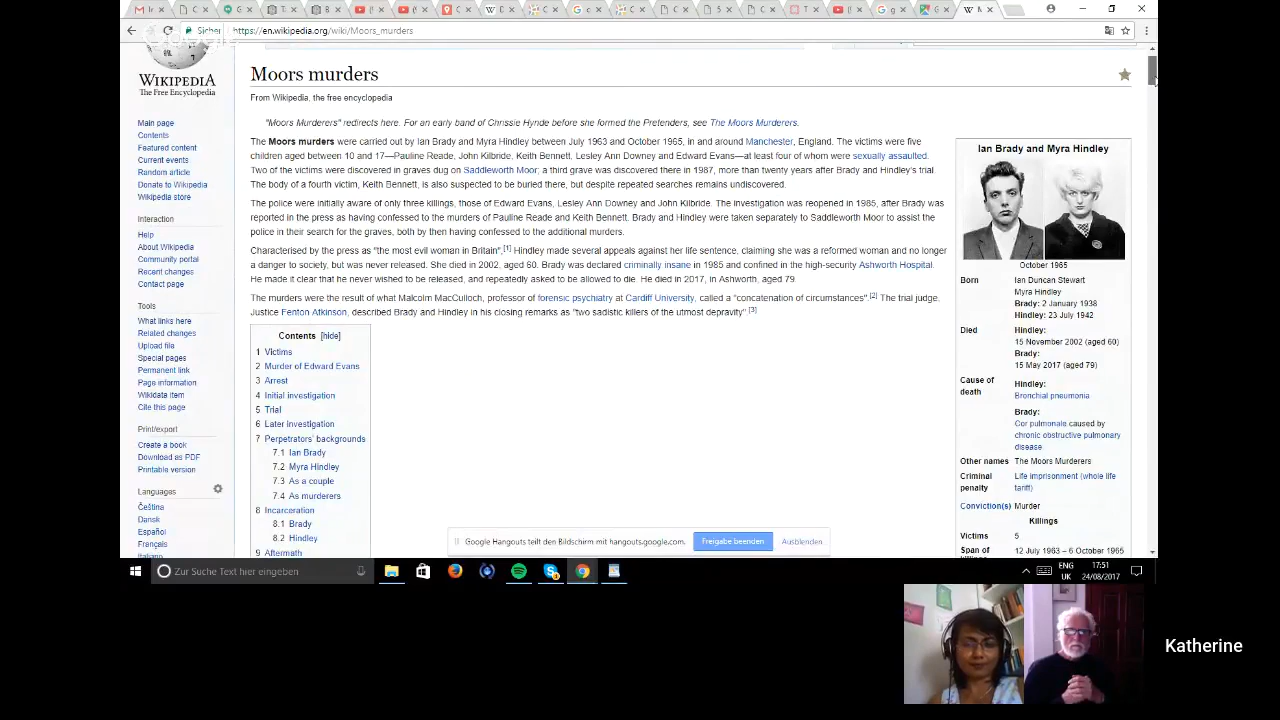 Sicher
https://en.wikipedia.org/wiki/Moors_murders
WIKIPEDIA
The Free Encyclopedia
Main page
Contents
Featured content
Current events
Random article
Donate to Wikipedia
Wikipedia store
Interaction
Help
About Wikipedia
Community portal
Recent changes
Contact page
Tools
What links here
Related changes
Upload file
Special pages
Permanent link
Page information
Wikidata item
Cite this page
Print/export
Create a book
Download as PDF
Printable version
Languages
Čeština
Dansk
Español
Français
Italiano
Moors murders
From Wikipedia, the free encyclopedia
"Moors Murderers" redirects here. For an early band of Chrissie Hynde before she formed the Pretenders, see The Moors Murderers.
The Moors murders were carried out by Ian Brady and Myra Hindley between July 1963 and October 1965, in and around Manchester, England. The victims were five
children aged between 10 and 17—Pauline Reade, John Kilbride, Keith Bennett, Lesley Ann Downey and Edward Evans—at least four of whom were sexually assaulted.
Two of the victims were discovered in graves dug on Saddleworth Moor; a third grave was discovered there in 1987, more than twenty years after Brady and Hindley's trial.
The body of a fourth victim, Keith Bennett, is also suspected to be buried there, but despite repeated searches remains undiscovered.
The police were initially aware of only three killings, those of Edward Evans, Lesley Ann Downey and John Kilbride. The investigation was reopened in 1985, after Brady was
reported in the press as having confessed to the murders of Pauline Reade and Keith Bennett. Brady and Hindley were taken separately to Saddleworth Moor to assist the
police in their search for the graves, both by then having confessed to the additional murders.
Characterised by the press as "the most evil woman in Britain",[1] Hindley made several appeals against her life sentence, claiming she was a reformed woman and no longer
a danger to society, but was never released. She died in 2002, aged 60. Brady was declared criminally insane in 1985 and confined in the high-security Ashworth Hospital.
He made it clear that he never wished to be released, and repeatedly asked to be allowed to die. He died in 2017, in Ashworth, aged 79.
The murders were the result of what Malcolm MacCulloch, professor of forensic psychiatry at Cardiff University, called a "concatenation of circumstances".[2] The trial judge,
Justice Fenton Atkinson, described Brady and Hindley in his closing remarks as "two sadistic killers of the utmost depravity".[3]
Contents [hide]
1 Victims
2 Murder of Edward Evans
3 Arrest
4 Initial investigation
5 Trial
6 Later investigation
7 Perpetrators' backgrounds
7.1 Ian Brady
7.2 Myra Hindley
7.3 As a couple
7.4 As murderers
8 Incarceration
8.1 Brady
8.2 Hindley
9 Aftermath
Ian Brady and Myra Hindley
October 1965
Born Ian Duncan Stewart
Myra Hindley
Brady: 2 January 1938
Hindley: 23 July 1942
Died Hindley:
15 November 2002 (aged 60)
Brady:
15 May 2017 (aged 79)
Cause of death Hindley:
Bronchial pneumonia
Brady:
Cor pulmonale caused by
chronic obstructive pulmonary
disease
Other names The Moors Murderers
Criminal penalty Life imprisonment (whole life
tariff)
Conviction(s) Murder
Killings
Victims 5
Span of 12 July 1963 – 6 October 1965
Google Hangouts teilt den Bildschirm mit hangouts.google.com.
Freigabe beenden
Ausblenden
Zur Suche Text hier eingeben
ENG
UK
17:51
24/08/2017
Katherine